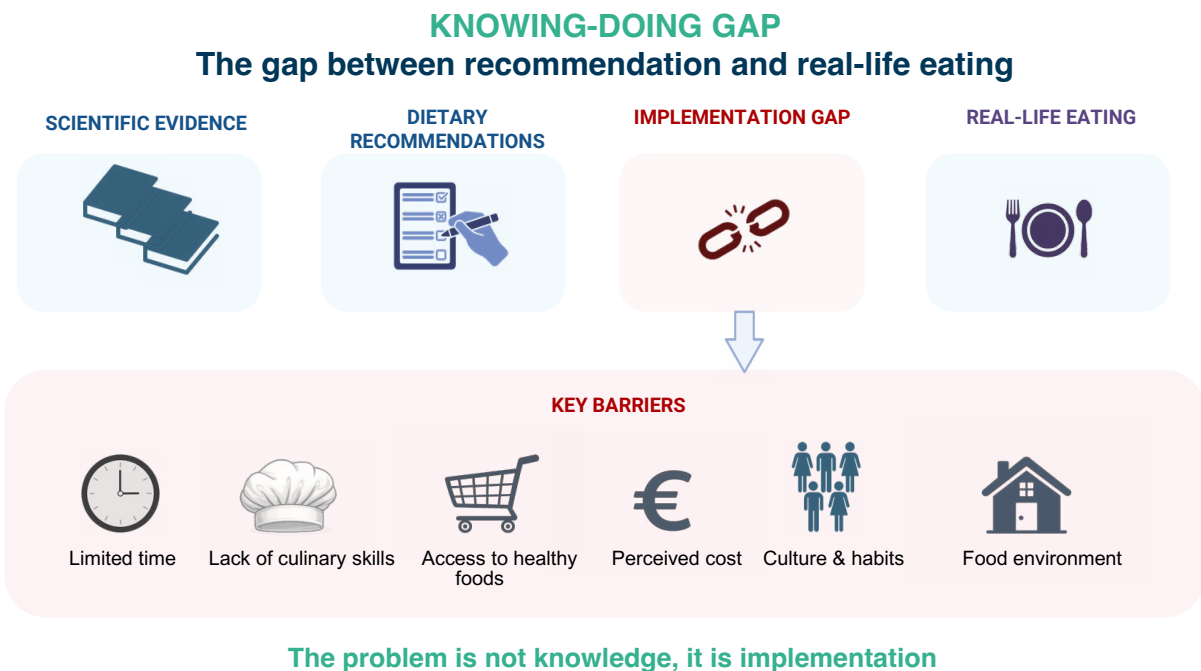 KNOWING-DOING GAP
The gap between recommendation and real-life eating
SCIENTIFIC EVIDENCE
DIETARY
RECOMMENDATIONS
IMPLEMENTATION GAP
REAL-LIFE EATING
KEY BARRIERS
€
Limited time
Lack of culinary skills
Access to healthy
foods
Perceived cost
Culture & habits
Food environment
The problem is not knowledge, it is implementation